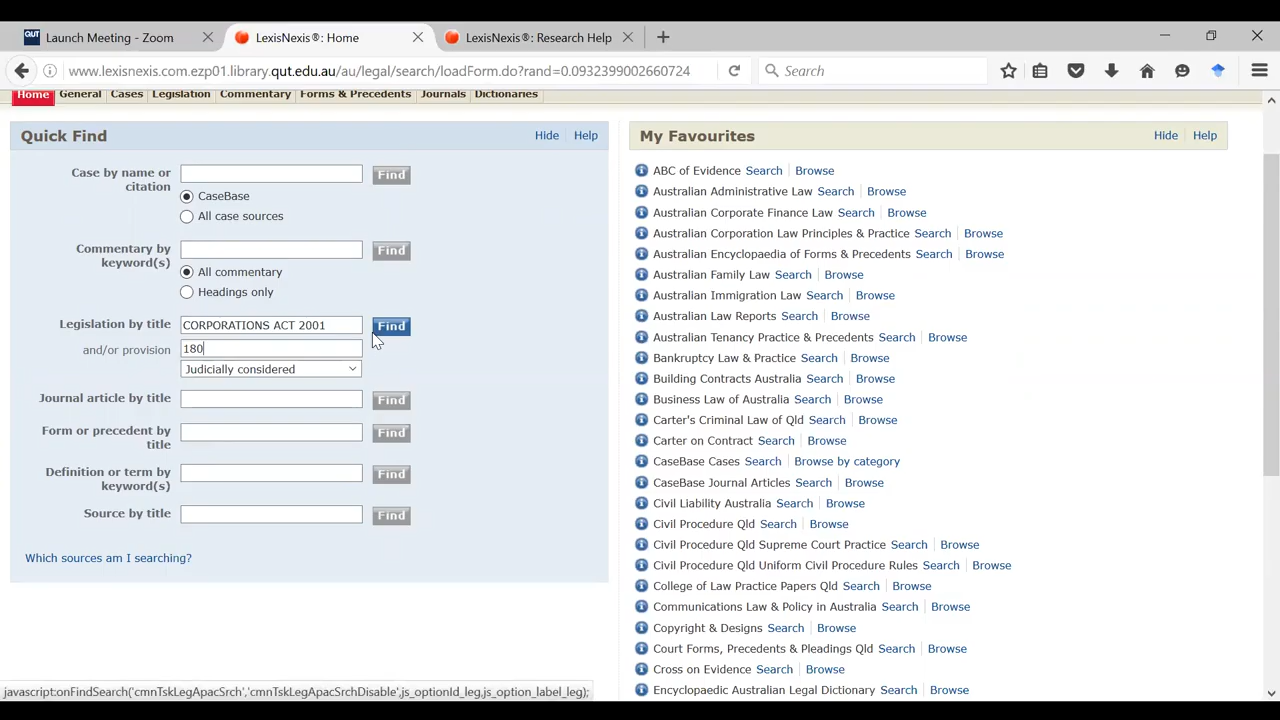 QUT Launch Meeting - Zoom
LexisNexis®: Home
LexisNexis®: Research Help
www.lexisnexis.com.ezp01.library.qut.edu.au/au/legal/search/loadForm.do?rand=0.0932399002660724
Search
Home General Cases Legislation Commentary Forms & Precedents Journals Dictionaries
Quick Find Hide Help
Case by name or citation Find
CaseBase
All case sources
Commentary by keyword(s) Find
All commentary
Headings only
Legislation by title CORPORATIONS ACT 2001 Find
and/or provision 180
Judicially considered
Journal article by title Find
Form or precedent by title Find
Definition or term by keyword(s) Find
Source by title Find
Which sources am I searching?
My Favourites Hide Help
ABC of Evidence Search Browse
Australian Administrative Law Search Browse
Australian Corporate Finance Law Search Browse
Australian Corporation Law Principles & Practice Search Browse
Australian Encyclopaedia of Forms & Precedents Search Browse
Australian Family Law Search Browse
Australian Immigration Law Search Browse
Australian Law Reports Search Browse
Australian Tenancy Practice & Precedents Search Browse
Bankruptcy Law & Practice Search Browse
Building Contracts Australia Search Browse
Business Law of Australia Search Browse
Carter's Criminal Law of Qld Search Browse
Carter on Contract Search Browse
CaseBase Cases Search Browse by category
CaseBase Journal Articles Search Browse
Civil Liability Australia Search Browse
Civil Procedure Qld Search Browse
Civil Procedure Qld Supreme Court Practice Search Browse
Civil Procedure Qld Uniform Civil Procedure Rules Search Browse
College of Law Practice Papers Qld Search Browse
Communications Law & Policy in Australia Search Browse
Copyright & Designs Search Browse
Court Forms, Precedents & Pleadings Qld Search Browse
Cross on Evidence Search Browse
Encyclopaedic Australian Legal Dictionary Search Browse
javascript:onFindSearch('cmnTskLegApacSrch','cmnTskLegApacSrchDisable',js_optionId_leg,js_option_label_leg);